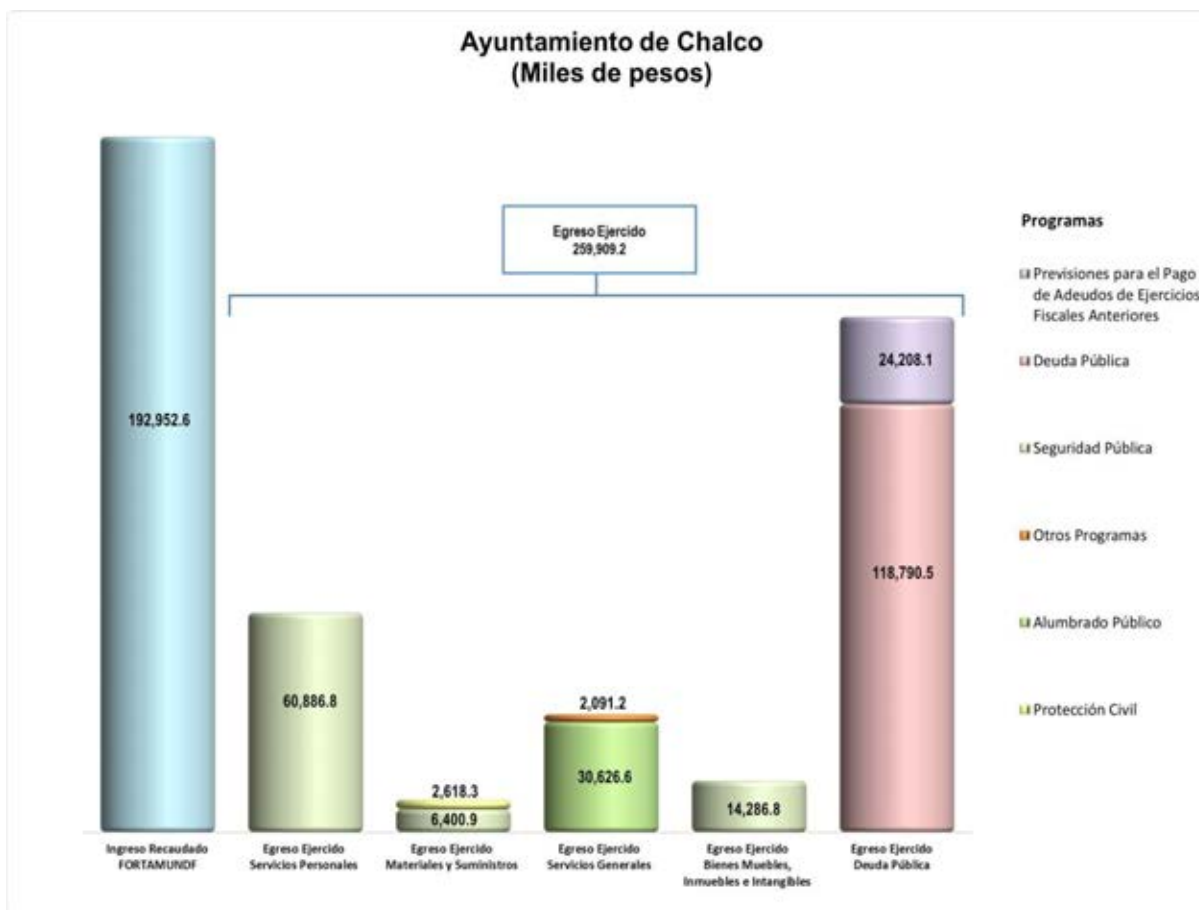 Ayuntamiento de Chalco
(Miles de pesos)
Egreso Ejercido
259,909.2
192,952.6
60,886.8
2,618.3
6,400.9
2,091.2
30,626.6
14,286.8
24,208.1
118,790.5
Ingreso Recaudado
FORTAMUNDF
Egreso Ejercido
Servicios Personales
Egreso Ejercido
Materiales y Suministros
Egreso Ejercido
Servicios Generales
Egreso Ejercido
Bienes Muebles,
Inmuebles e Intangibles
Egreso Ejercido
Deuda Pública
Programas
Previsiones para el Pago
de Adeudos de Ejercicios
Fiscales Anteriores
Deuda Pública
Seguridad Pública
Otros Programas
Alumbrado Público
Protección Civil